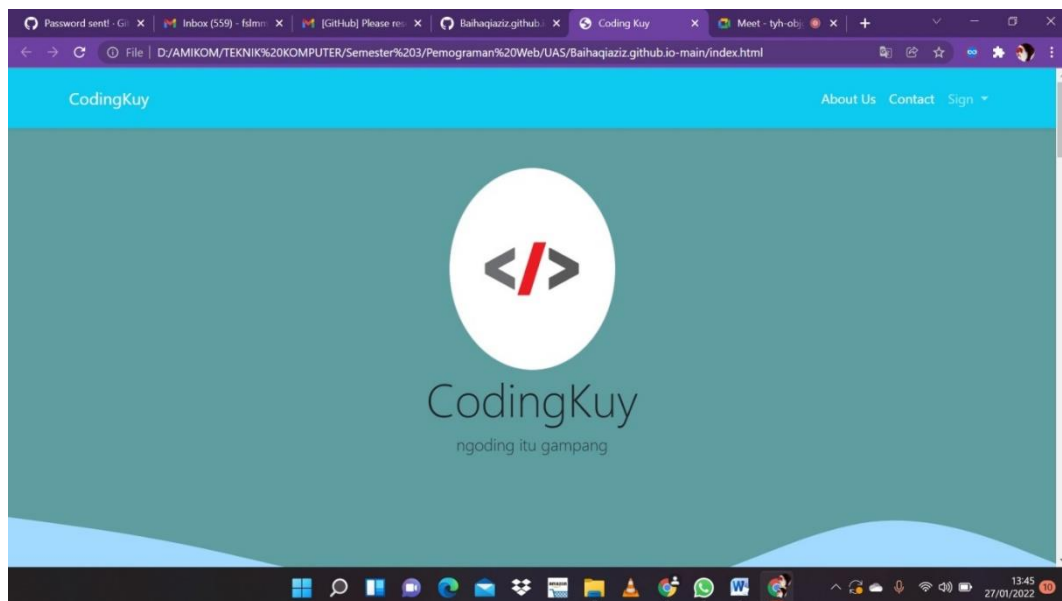 Password sent! · Gi
Inbox (559) - fslmn
[GitHub] Please res
Baihaqiaziz.github.i
Coding Kuy
Meet - tyh-obj
File D:/AMIKOM/TEKNIK%20KOMPUTER/Semester%203/Pemograman%20Web/UAS/Baihaqiaziz.github.io-main/index.html
CodingKuy About Us Contact Sign
</>
CodingKuy
ngoding itu gampang
13:45
27/01/2022 10